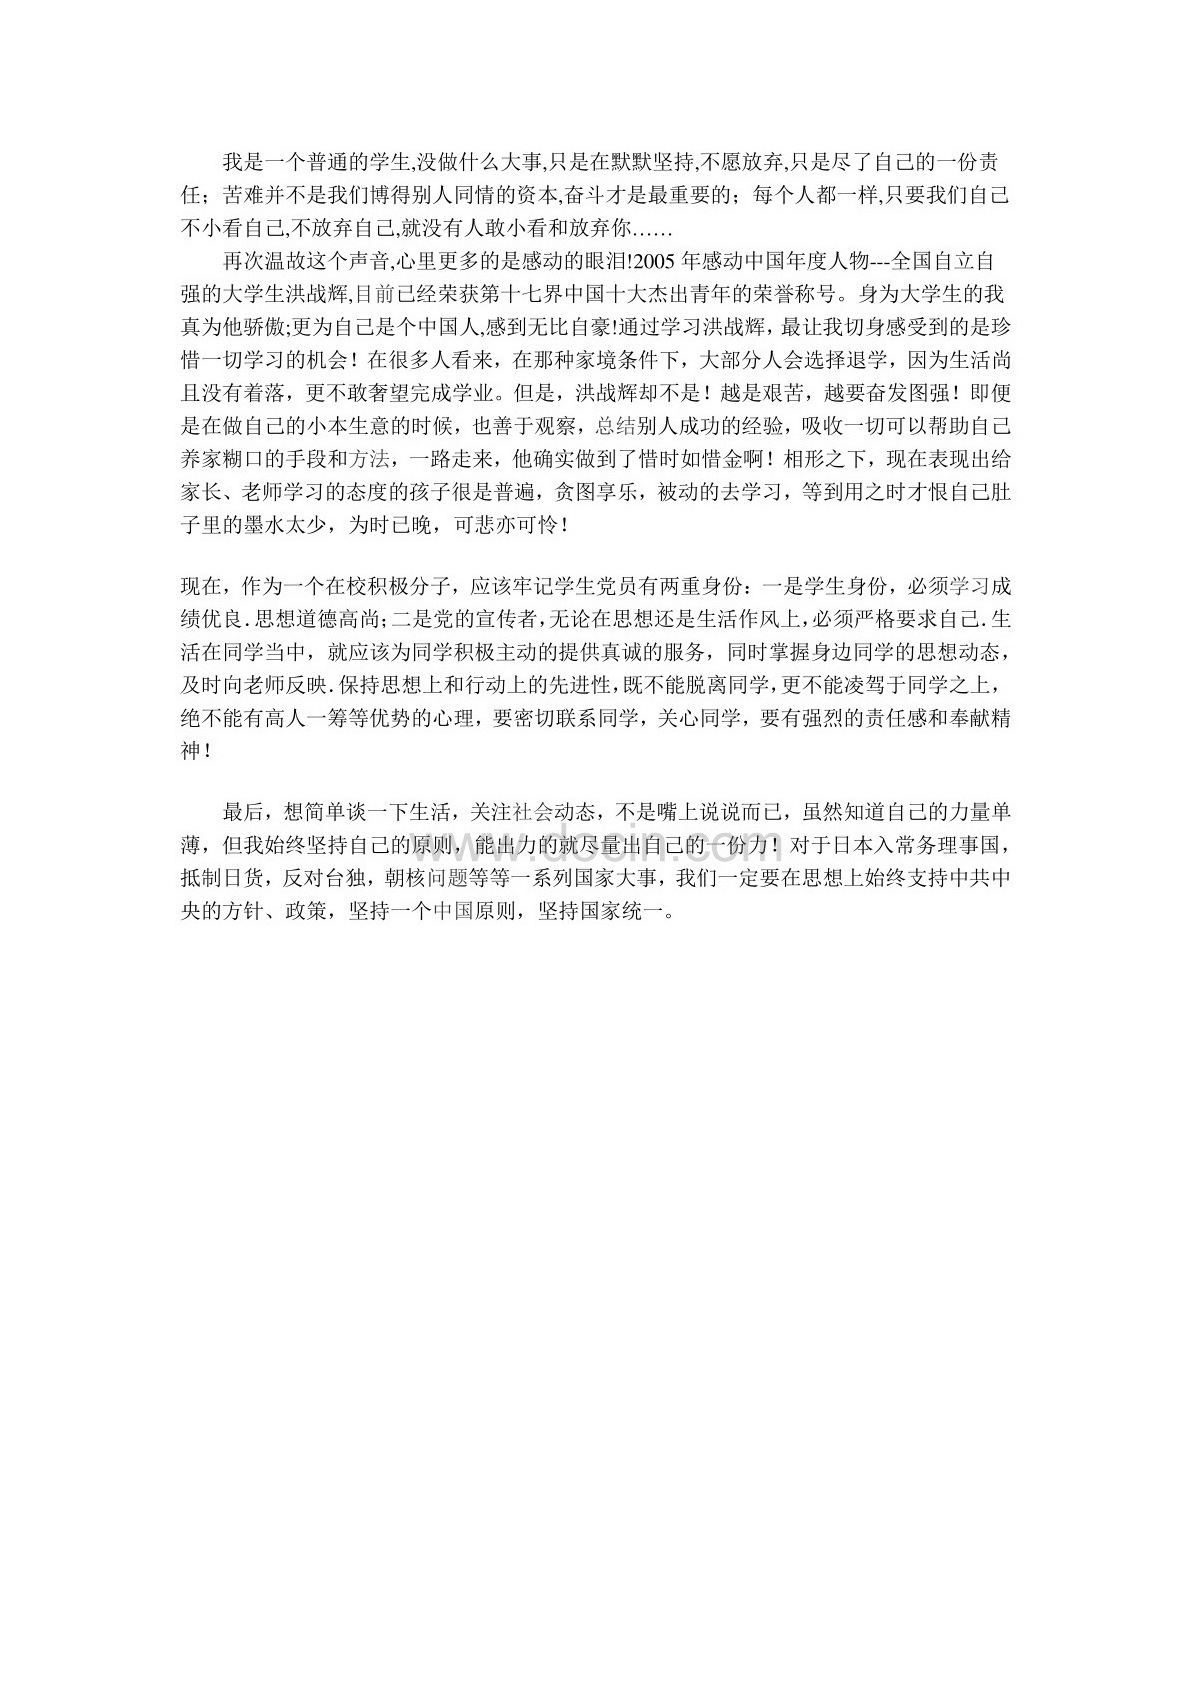 我是一个普通的学生,没做什么大事,只是在默默坚持,不愿放弃,只是尽了自己的一份责
任；苦难并不是我们博得别人同情的资本,奋斗才是最重要的；每个人都一样,只要我们自己
不小看自己,不放弃自己,就没有人敢小看和放弃你……
再次温故这个声音,心里更多的是感动的眼泪!2005 年感动中国年度人物---全国自立自
强的大学生洪战辉,目前已经荣获第十七界中国十大杰出青年的荣誉称号。身为大学生的我
真为他骄傲;更为自己是个中国人,感到无比自豪!通过学习洪战辉，最让我切身感受到的是珍
惜一切学习的机会！在很多人看来，在那种家境条件下，大部分人会选择退学，因为生活尚
且没有着落，更不敢奢望完成学业。但是，洪战辉却不是！越是艰苦，越要奋发图强！即便
是在做自己的小本生意的时候，也善于观察，总结别人成功的经验，吸收一切可以帮助自己
养家糊口的手段和方法，一路走来，他确实做到了惜时如惜金啊！相形之下，现在表现出给
家长、老师学习的态度的孩子很是普遍，贪图享乐，被动的去学习，等到用之时才恨自己肚
子里的墨水太少，为时已晚，可悲亦可怜！
现在，作为一个在校积极分子，应该牢记学生党员有两重身份：一是学生身份，必须学习成
绩优良．思想道德高尚；二是党的宣传者，无论在思想还是生活作风上，必须严格要求自己．生
活在同学当中，就应该为同学积极主动的提供真诚的服务，同时掌握身边同学的思想动态，
及时向老师反映．保持思想上和行动上的先进性，既不能脱离同学，更不能凌驾于同学之上，
绝不能有高人一筹等优势的心理，要密切联系同学，关心同学，要有强烈的责任感和奉献精
神！
最后，想简单谈一下生活，关注社会动态，不是嘴上说说而已，虽然知道自己的力量单
薄，但我始终坚持自己的原则，能出力的就尽量出自己的一份力！对于日本入常务理事国，
抵制日货，反对台独，朝核问题等等一系列国家大事，我们一定要在思想上始终支持中共中
央的方针、政策，坚持一个中国原则，坚持国家统一。
www.docin.com